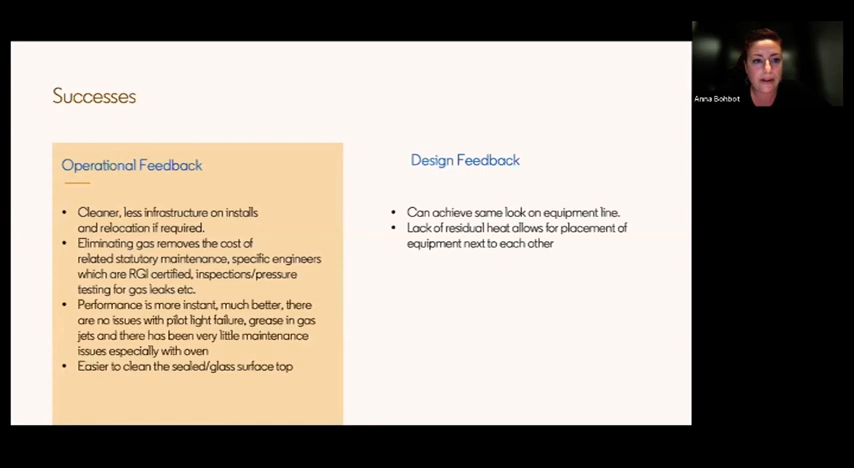 Successes
Operational Feedback
• Cleaner, less infrastructure on installs
and relocation if required.
• Eliminating gas removes the cost of
related statutory maintenance, specific engineers
which are RGI certified, inspections/pressure
testing for gas leaks etc.
• Performance is more instant, much better, there
are no issues with pilot light failure, grease in gas
jets and there has been very little maintenance
issues especially with oven
• Easier to clean the sealed/glass surface top
Design Feedback
• Can achieve same look on equipment line.
• Lack of residual heat allows for placement of
equipment next to each other
Anna Bohbot